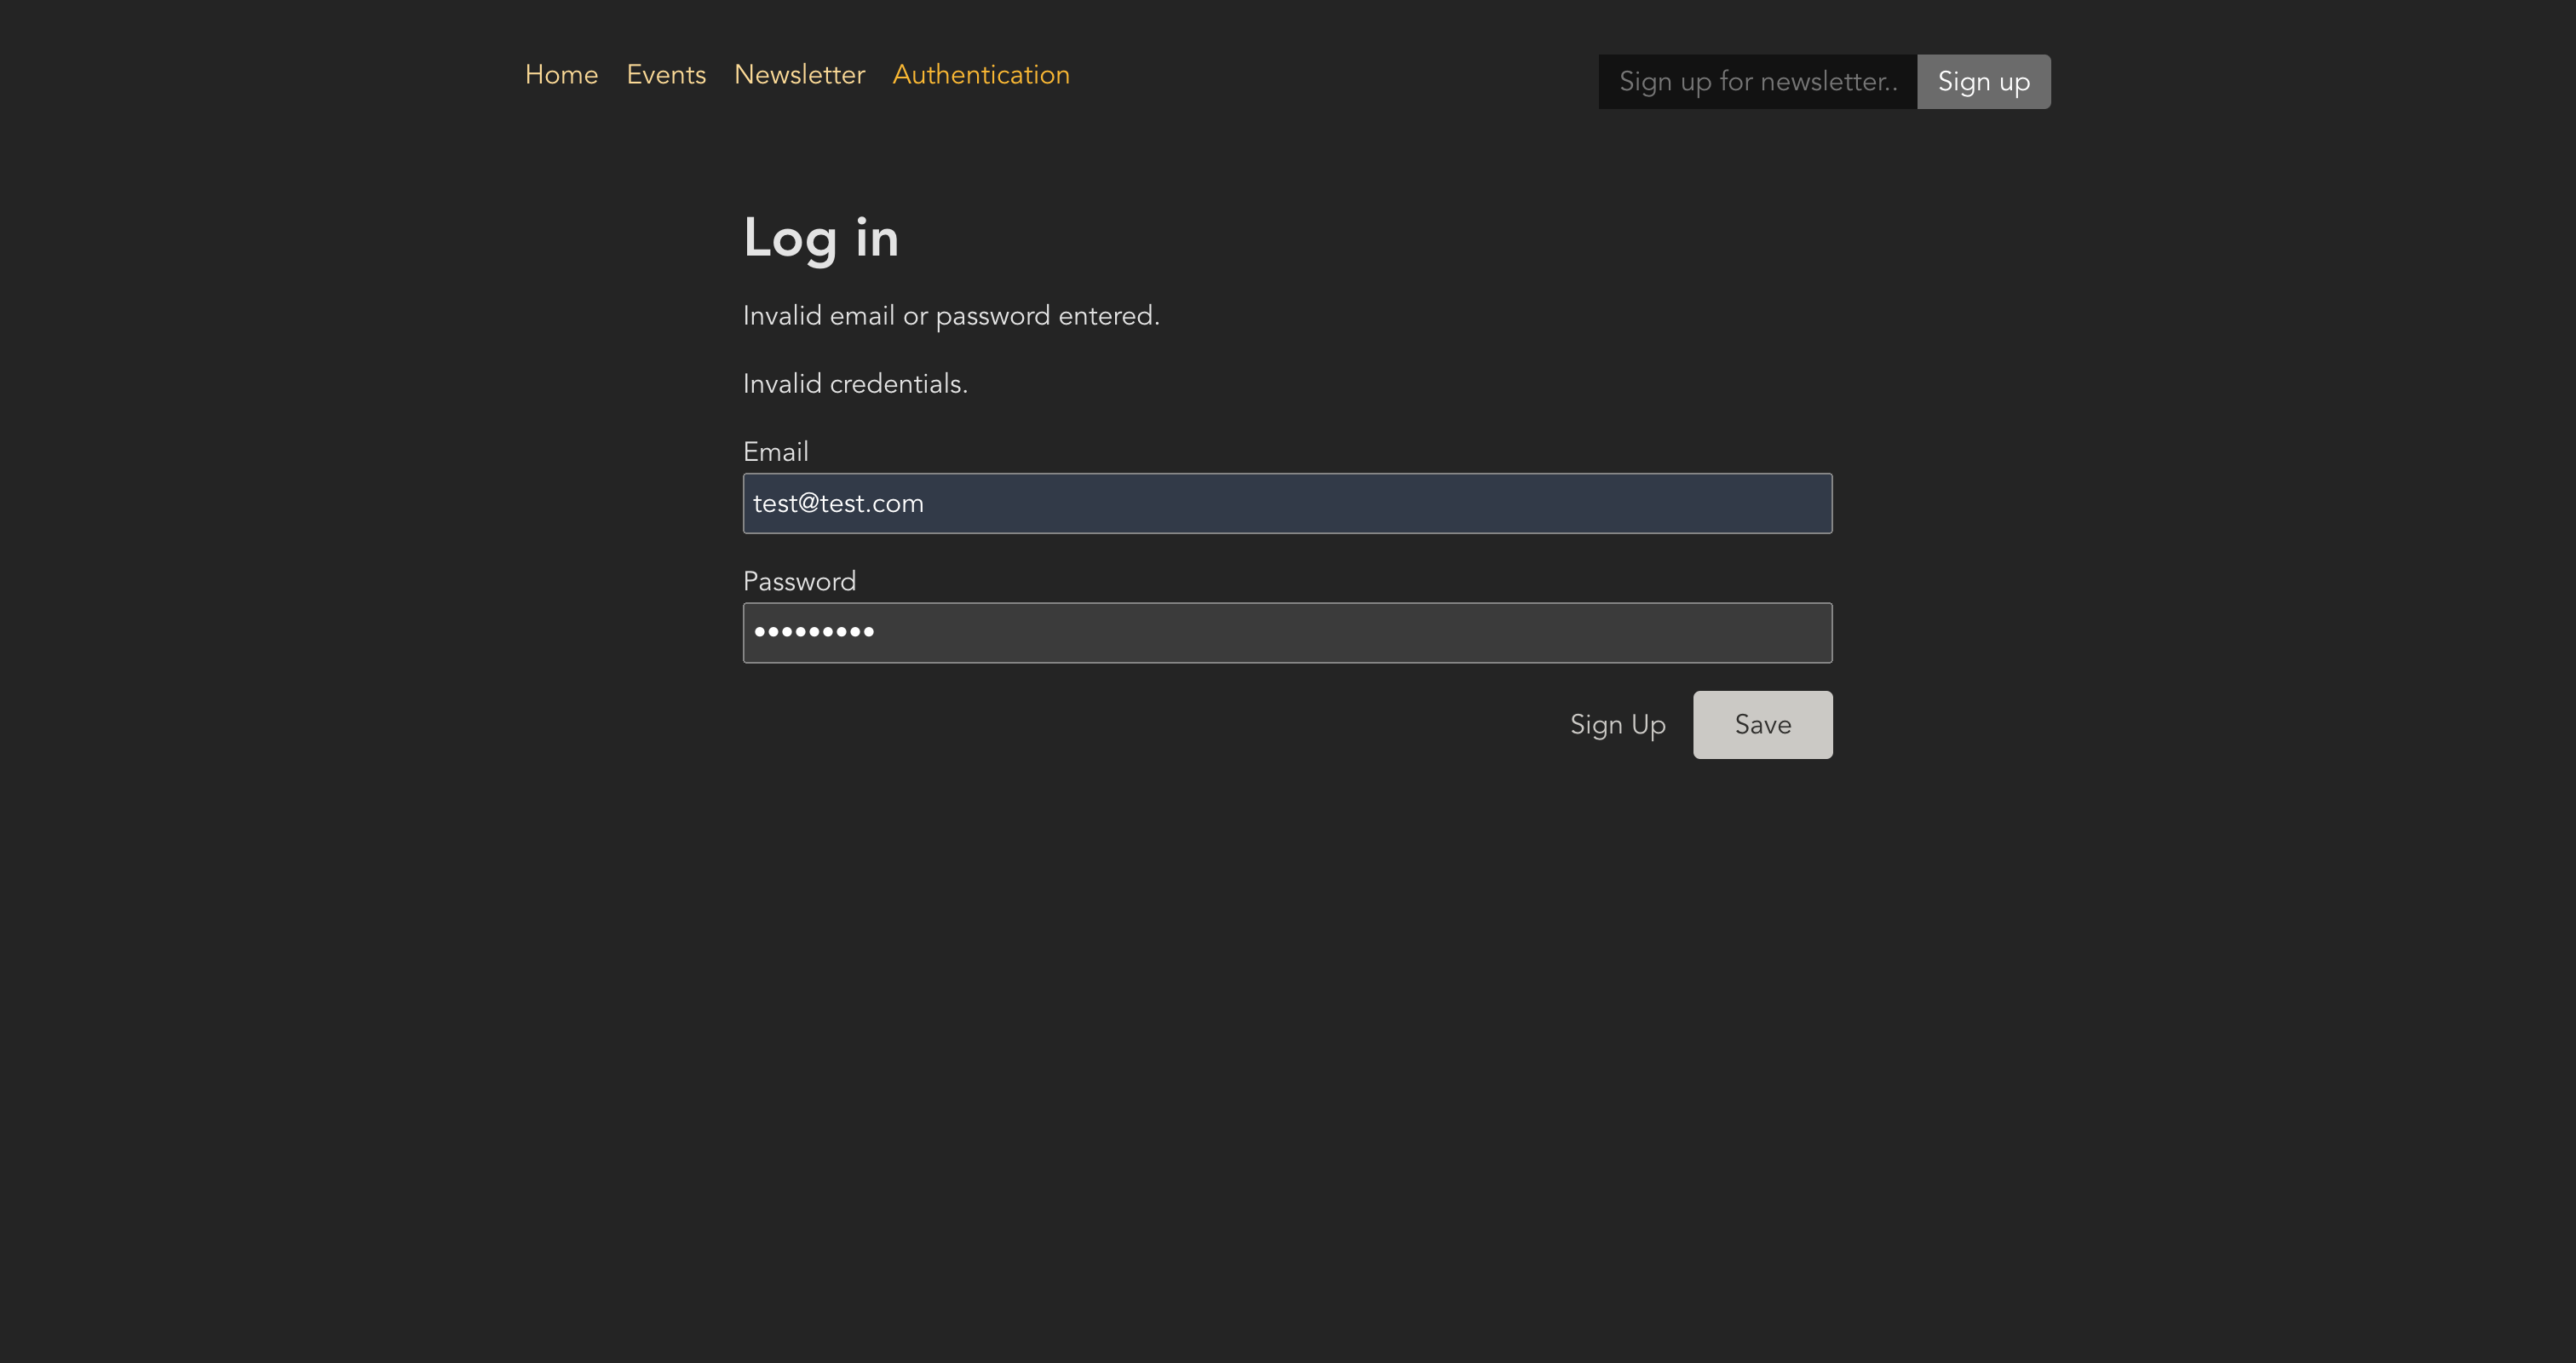 Home Events Newsletter Authentication
Sign up for newsletter.. Sign up
Log in
Invalid email or password entered.
Invalid credentials.
Email
test@test.com
Password
•••••••••
Sign Up Save